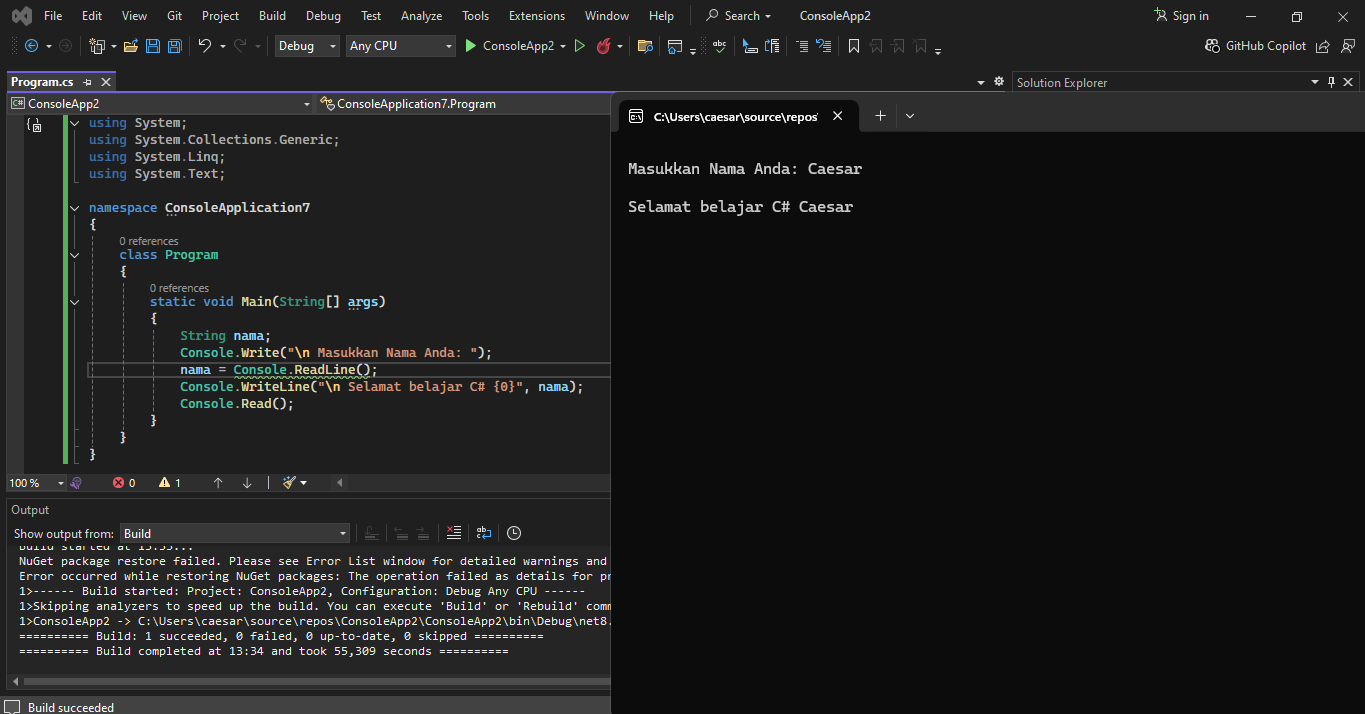 File Edit View Git Project Build Debug Test Analyze Tools Extensions Window Help Search ConsoleApp2 Sign in
Debug Any CPU ConsoleApp2 GitHub Copilot
Program.cs
Solution Explorer
ConsoleApp2 ConsoleApplication7.Program
using System;
using System.Collections.Generic;
using System.Linq;
using System.Text;
namespace ConsoleApplication7
{
0 references
class Program
{
0 references
static void Main(String[] args)
{
String nama;
Console.Write("\n Masukkan Nama Anda: ");
nama = Console.ReadLine();
Console.WriteLine("\n Selamat belajar C# {0}", nama);
Console.Read();
}
}
}
100 % 0 1
C:\Users\caesar\source\repos\
Masukkan Nama Anda: Caesar
Selamat belajar C# Caesar
Output
Show output from: Build
Build started at 13:33...
NuGet package restore failed. Please see Error List window for detailed warnings and
Error occurred while restoring NuGet packages: The operation failed as details for pr
1>------ Build started: Project: ConsoleApp2, Configuration: Debug Any CPU ------
1>Skipping analyzers to speed up the build. You can execute 'Build' or 'Rebuild' comm
1>ConsoleApp2 -> C:\Users\caesar\source\repos\ConsoleApp2\ConsoleApp2\bin\Debug\net8.
========== Build: 1 succeeded, 0 failed, 0 up-to-date, 0 skipped ==========
========== Build completed at 13:34 and took 55,309 seconds ==========
Build succeeded